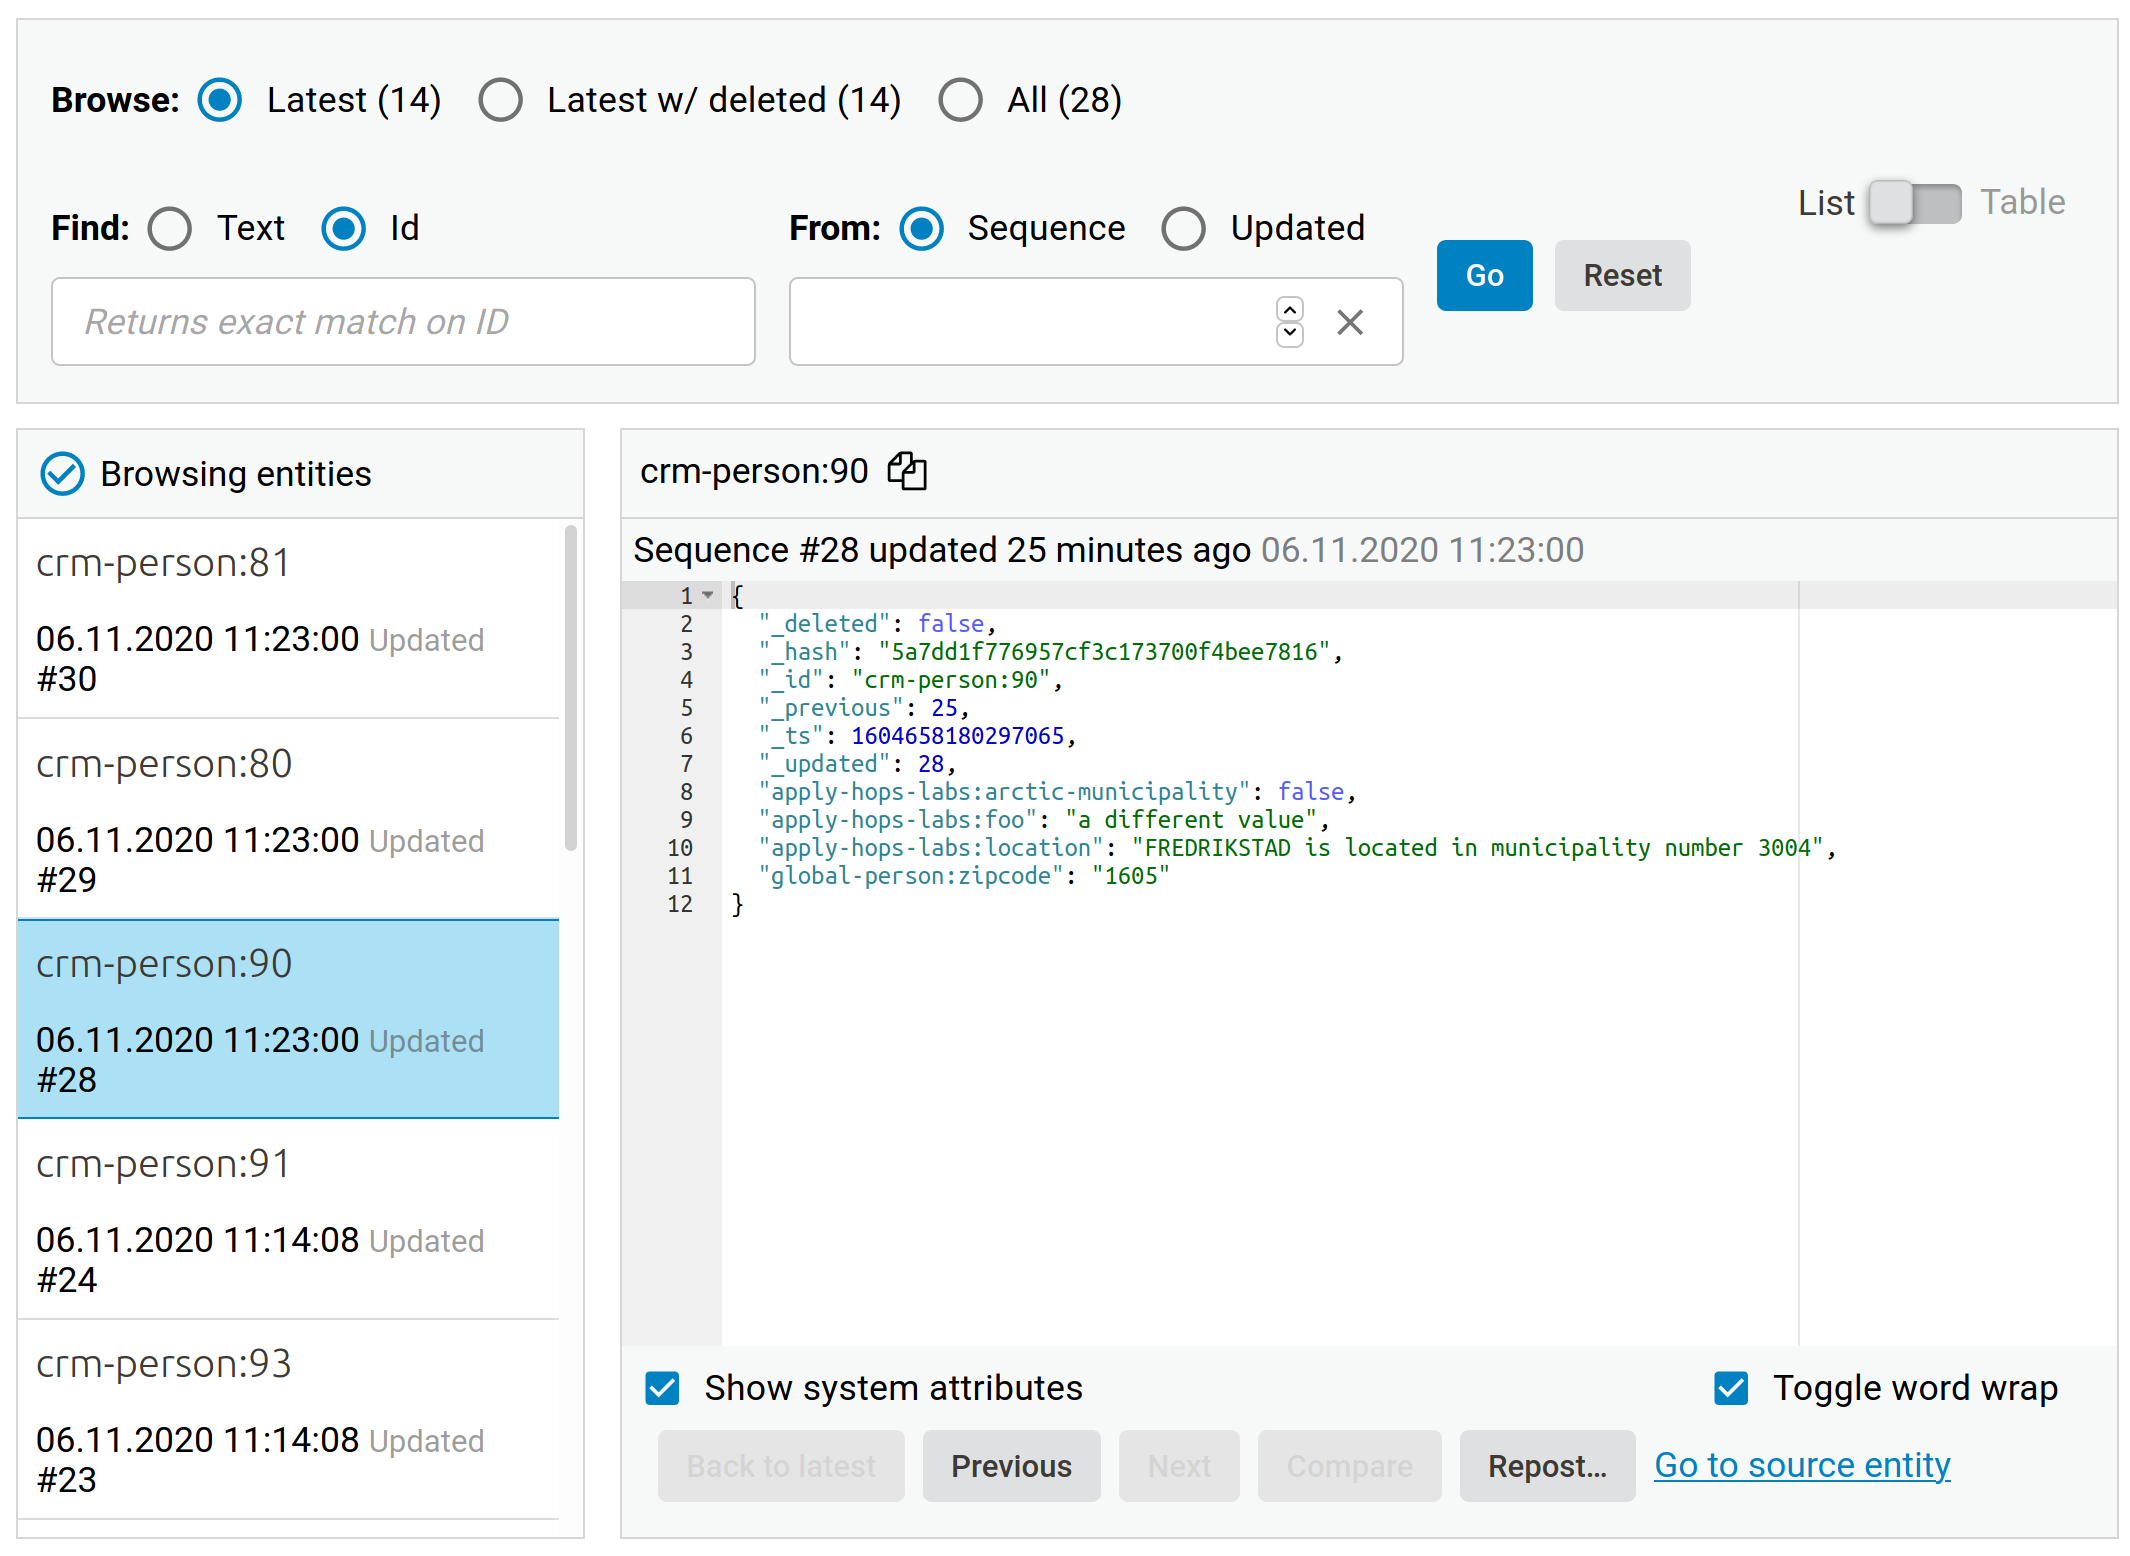 Browse: Latest (14) Latest w/ deleted (14) All (28)
List Table
Find: Text Id From: Sequence Updated
Go Reset
Returns exact match on ID
Browsing entities
crm-person:81
06.11.2020 11:23:00 Updated
#30
crm-person:80
06.11.2020 11:23:00 Updated
#29
crm-person:90
06.11.2020 11:23:00 Updated
#28
crm-person:91
06.11.2020 11:14:08 Updated
#24
crm-person:93
06.11.2020 11:14:08 Updated
#23
crm-person:90
Sequence #28 updated 25 minutes ago 06.11.2020 11:23:00
1 {
2 "_deleted": false,
3 "_hash": "5a7dd1f776957cf3c173700f4bee7816",
4 "_id": "crm-person:90",
5 "_previous": 25,
6 "_ts": 1604658180297065,
7 "_updated": 28,
8 "apply-hops-labs:arctic-municipality": false,
9 "apply-hops-labs:foo": "a different value",
10 "apply-hops-labs:location": "FREDRIKSTAD is located in municipality number 3004",
11 "global-person:zipcode": "1605"
12 }
Show system attributes Toggle word wrap
Back to latest Previous Next Compare Repost... Go to source entity